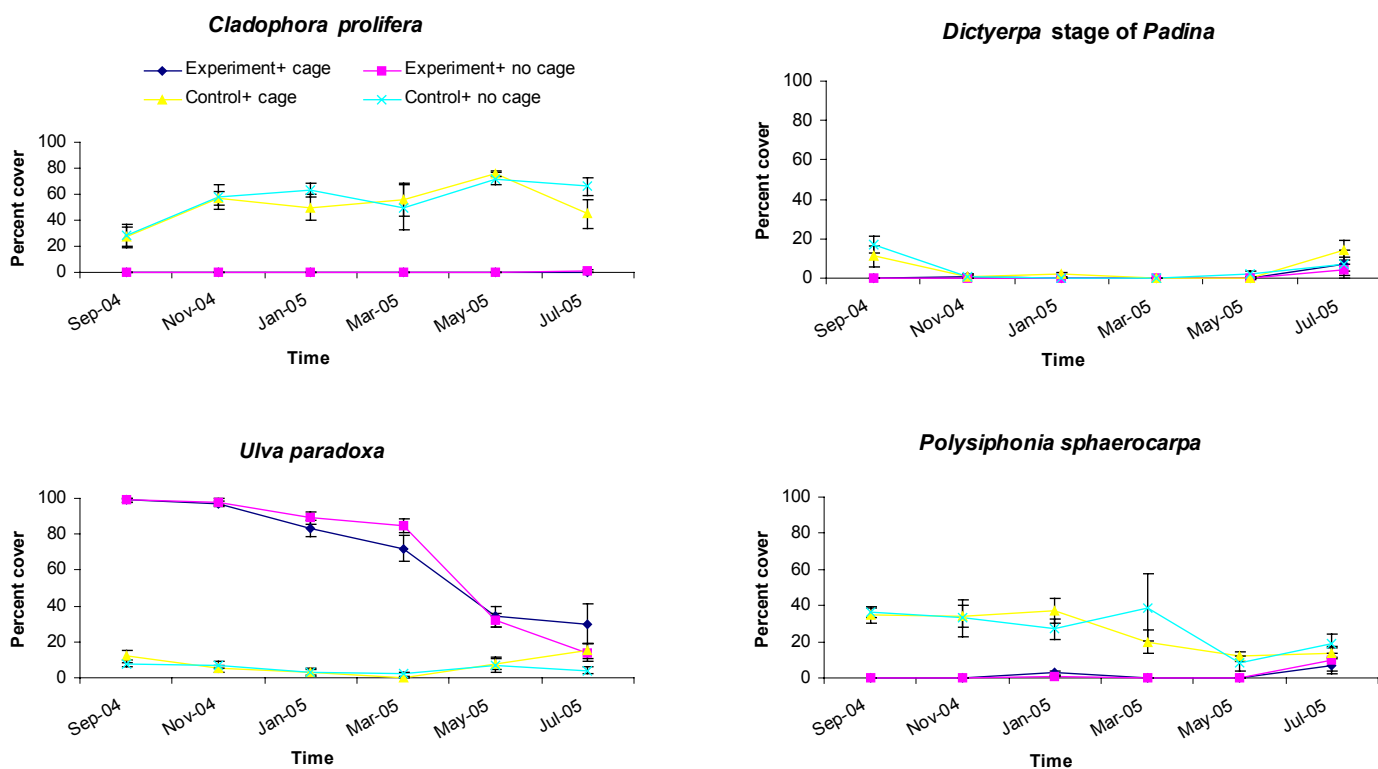 Cladophora prolifera
Experiment+ cage
Experiment+ no cage
Control+ cage
Control+ no cage
Percent cover
100
80
60
40
20
0
Sep-04
Nov-04
Jan-05
Mar-05
May-05
Jul-05
Time
Dictyerpa stage of Padina
Percent cover
100
80
60
40
20
0
Sep-04
Nov-04
Jan-05
Mar-05
May-05
Jul-05
Time
Ulva paradoxa
Percent cover
100
80
60
40
20
0
Sep-04
Nov-04
Jan-05
Mar-05
May-05
Jul-05
Time
Polysiphonia sphaerocarpa
Percent cover
100
80
60
40
20
0
Sep-04
Nov-04
Jan-05
Mar-05
May-05
Jul-05
Time